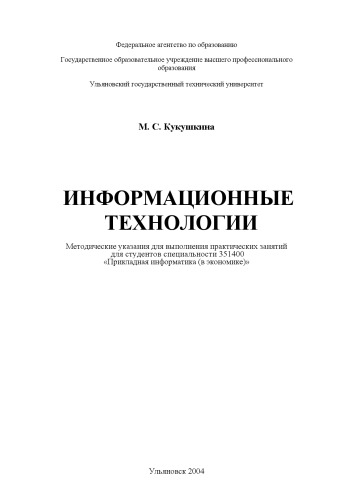 Федеральное агентство по образованию
Государственное образовательное учреждение высшего профессионального
образования
Ульяновский государственный технический университет
М. С. Кукушкина
ИНФОРМАЦИОННЫЕ
ТЕХНОЛОГИИ
Методические указания для выполнения практических занятий
для студентов специальности 351400
«Прикладная информатика (в экономике)»
Ульяновск 2004